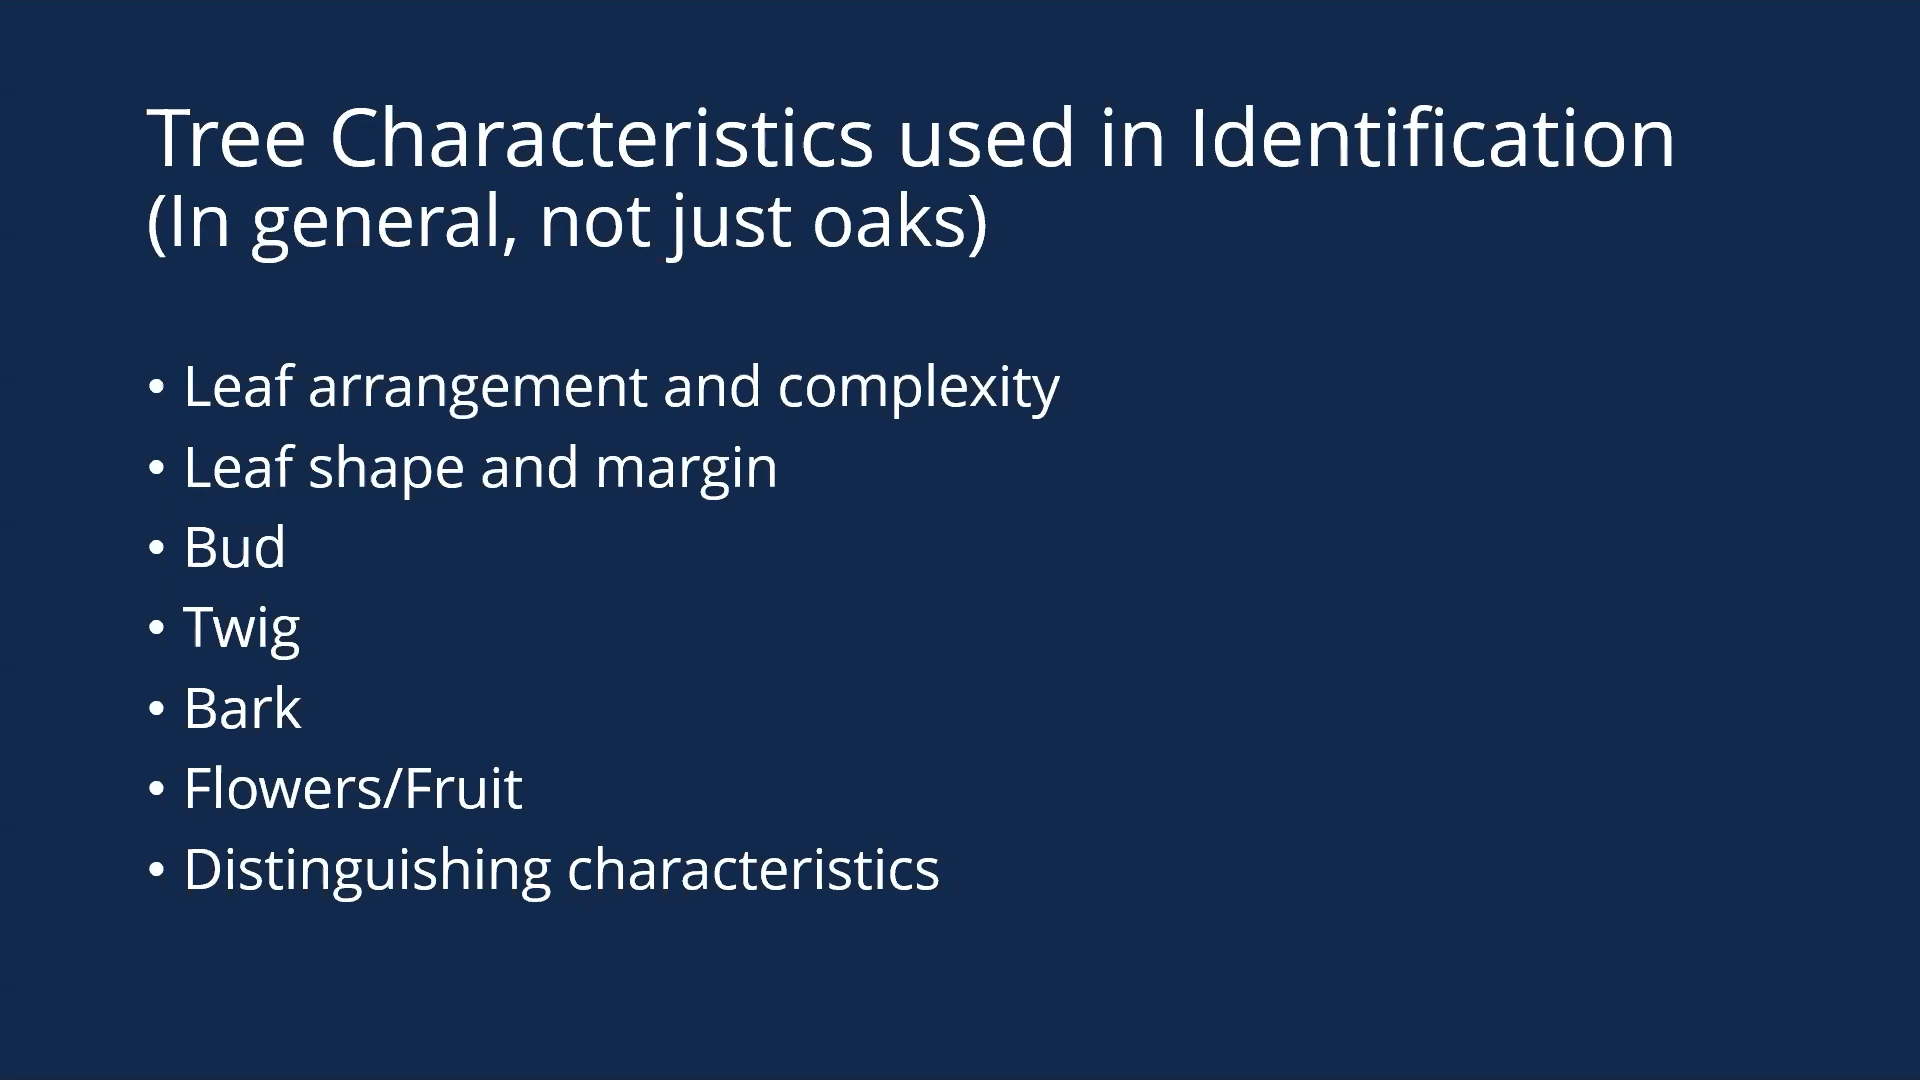 Tree Characteristics used in Identification
(In general, not just oaks)
• Leaf arrangement and complexity
• Leaf shape and margin
• Bud
• Twig
• Bark
• Flowers/Fruit
• Distinguishing characteristics